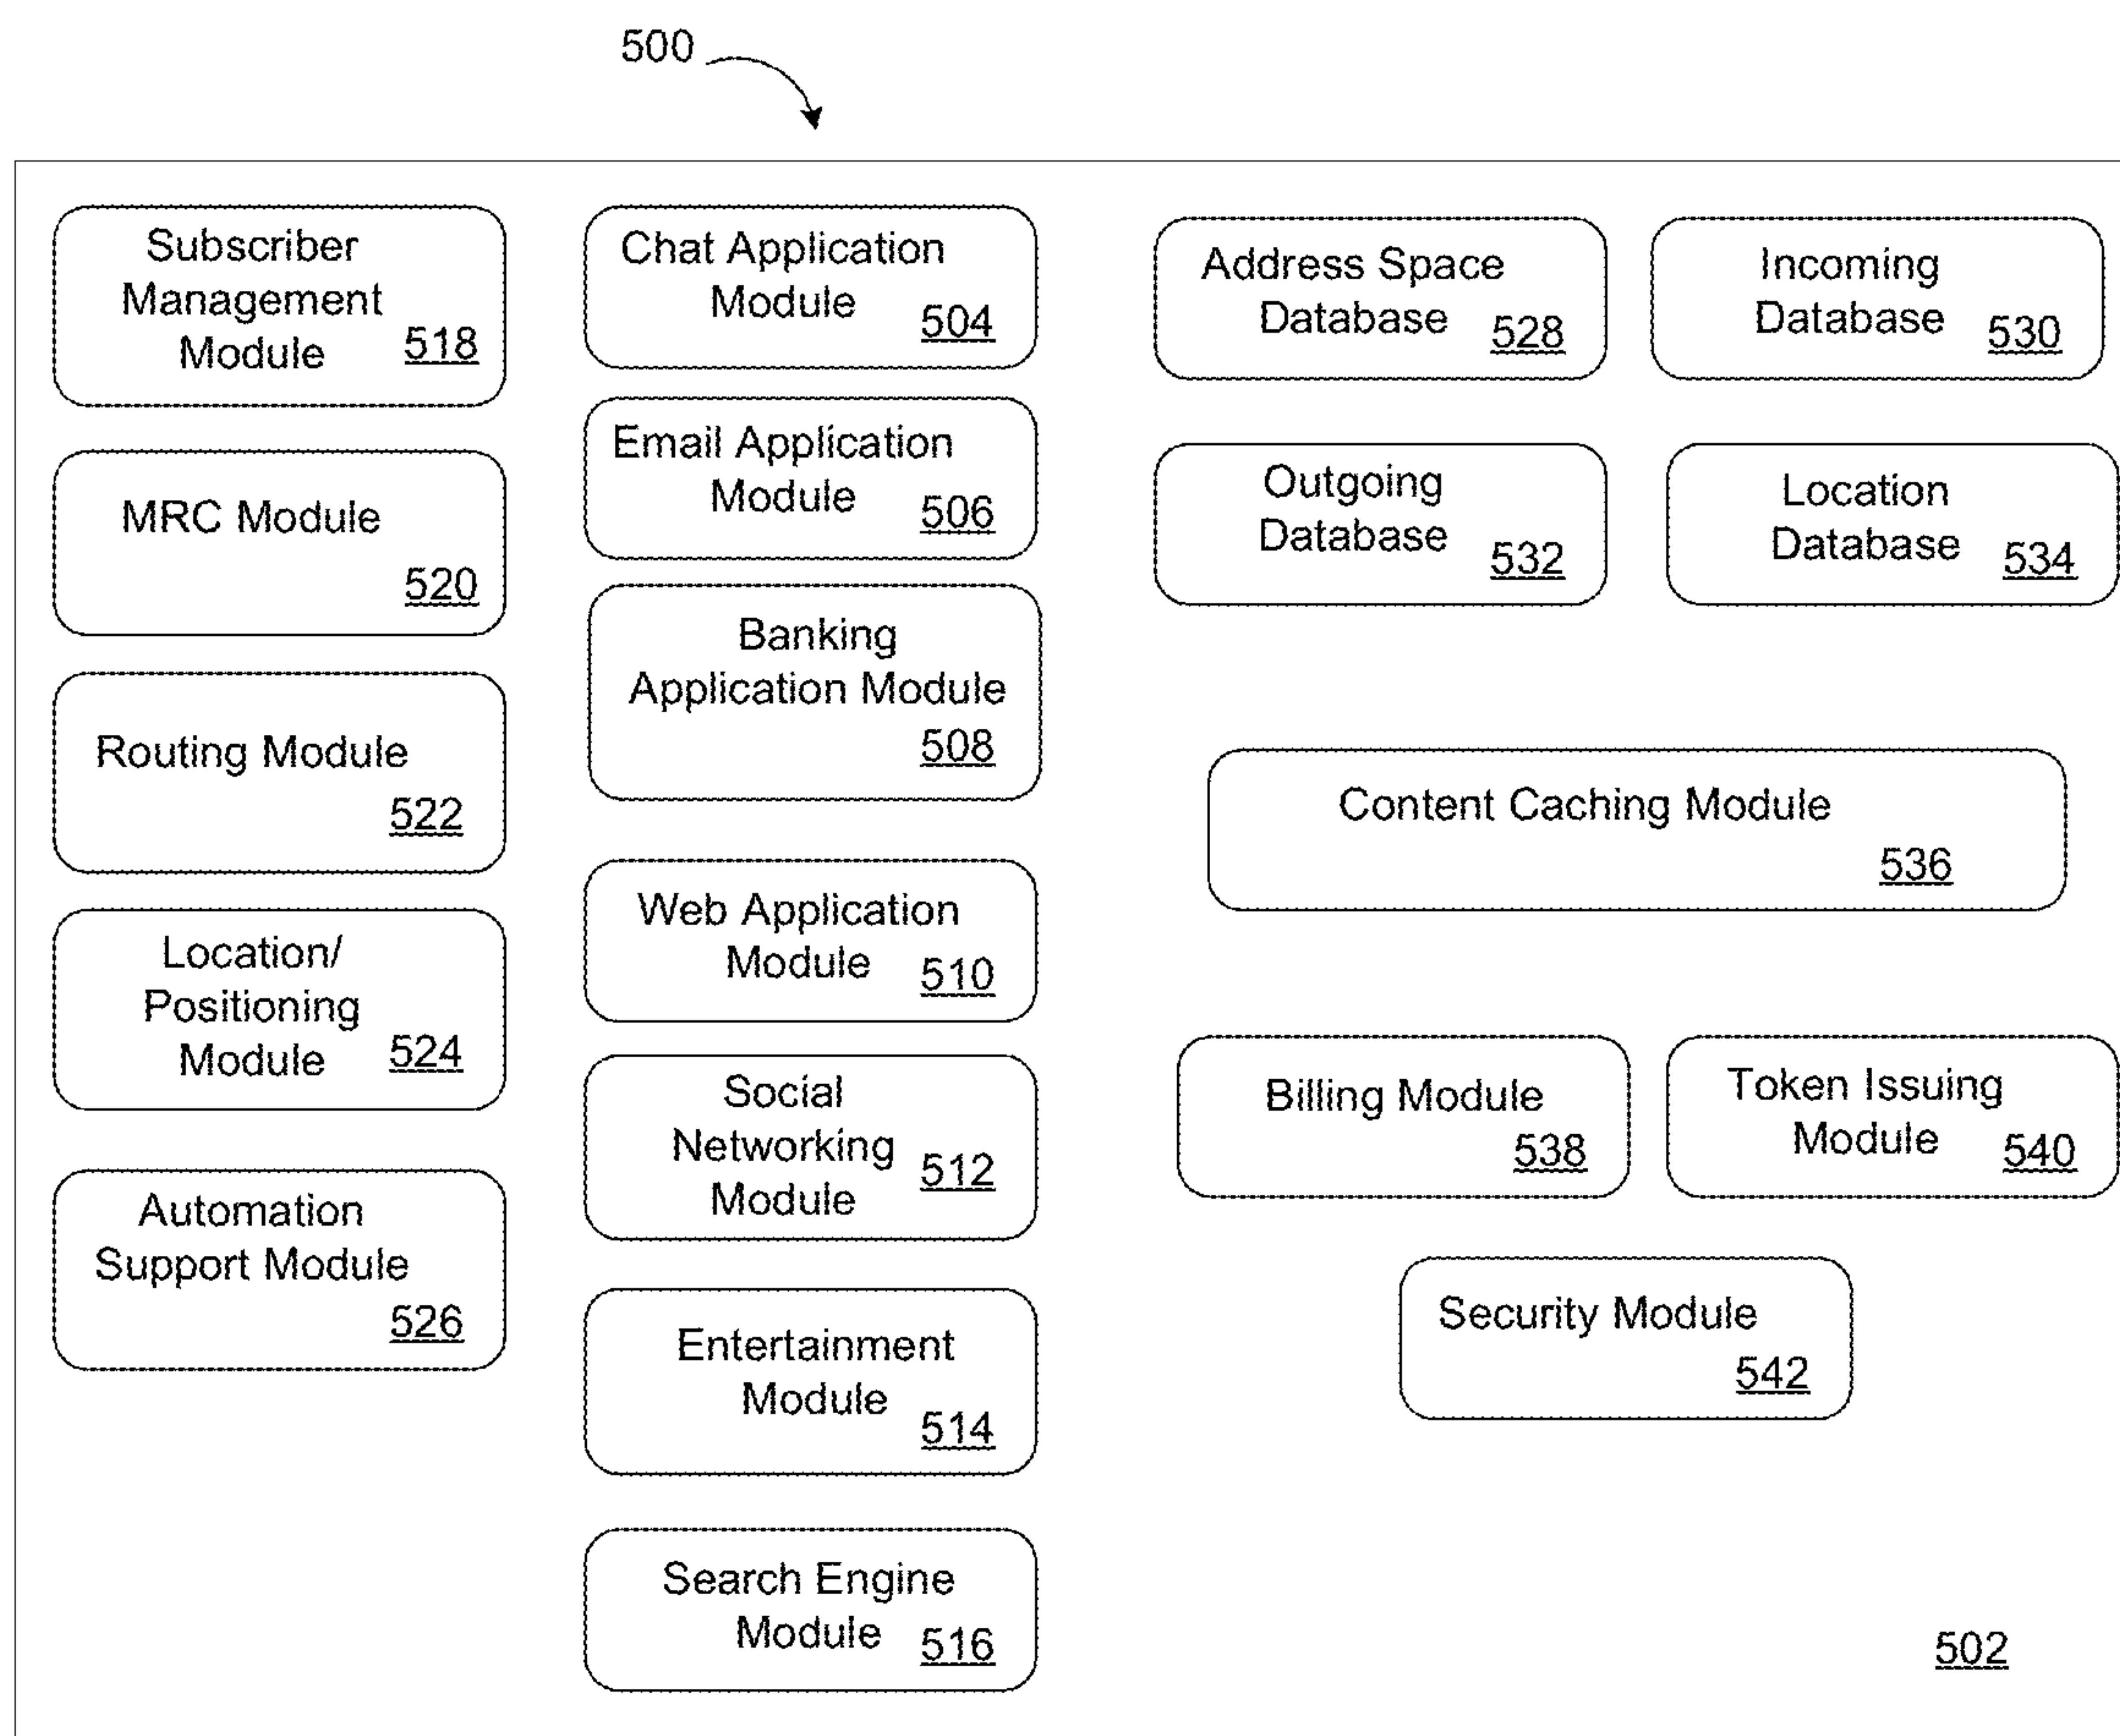 500
Subscriber
Management
Module 518
MRC Module
520
Routing Module
522
Location/
Positioning
Module 524
Automation
Support Module
526
Chat Application
Module 504
Email Application
Module 506
Banking
Application Module
508
Web Application
Module 510
Social
Networking
Module 512
Entertainment
Module 514
Search Engine
Module 516
Address Space
Database 528
Incoming
Database 530
Outgoing
Database 532
Location
Database 534
Content Caching Module
536
Billing Module
538
Token Issuing
Module 540
Security Module
542
502